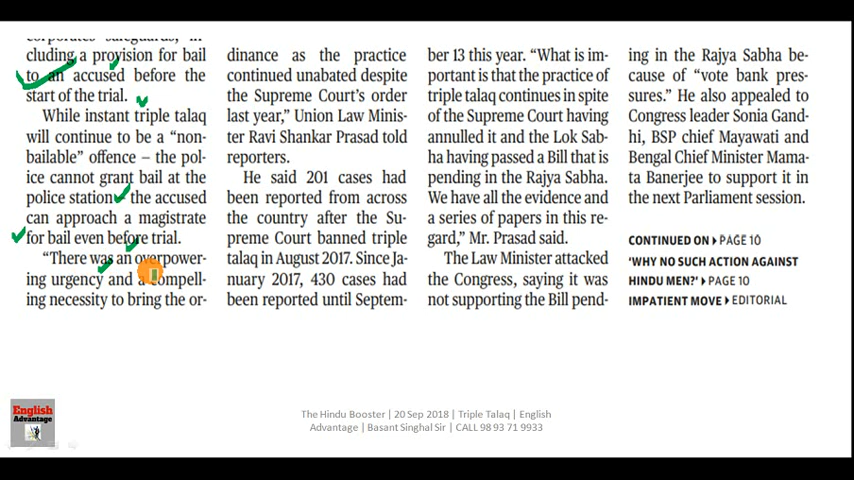 corporates safeguards, in-
cluding a provision for bail
to an accused before the
start of the trial.
While instant triple talaq
will continue to be a “non-
bailable” offence – the pol-
ice cannot grant bail at the
police station – the accused
can approach a magistrate
for bail even before trial.
“There was an overpower-
ing urgency and a compell-
ing necessity to bring the or-
dinance as the practice
continued unabated despite
the Supreme Court’s order
last year,” Union Law Minis-
ter Ravi Shankar Prasad told
reporters.
He said 201 cases had
been reported from across
the country after the Su-
preme Court banned triple
talaq in August 2017. Since Ja-
nuary 2017, 430 cases had
been reported until Septem-
ber 13 this year. “What is im-
portant is that the practice of
triple talaq continues in spite
of the Supreme Court having
annulled it and the Lok Sab-
ha having passed a Bill that is
pending in the Rajya Sabha.
We have all the evidence and
a series of papers in this re-
gard,” Mr. Prasad said.
The Law Minister attacked
the Congress, saying it was
not supporting the Bill pend-
ing in the Rajya Sabha be-
cause of “vote bank pres-
sures.” He also appealed to
Congress leader Sonia Gand-
hi, BSP chief Mayawati and
Bengal Chief Minister Mama-
ta Banerjee to support it in
the next Parliament session.
CONTINUED ON PAGE 10
'WHY NO SUCH ACTION AGAINST
HINDU MEN?' PAGE 10
IMPATIENT MOVE EDITORIAL
English
Advantage
The Hindu Booster | 20 Sep 2018 | Triple Talaq | English
Advantage | Basant Singhal Sir | CALL 98 93 71 9933